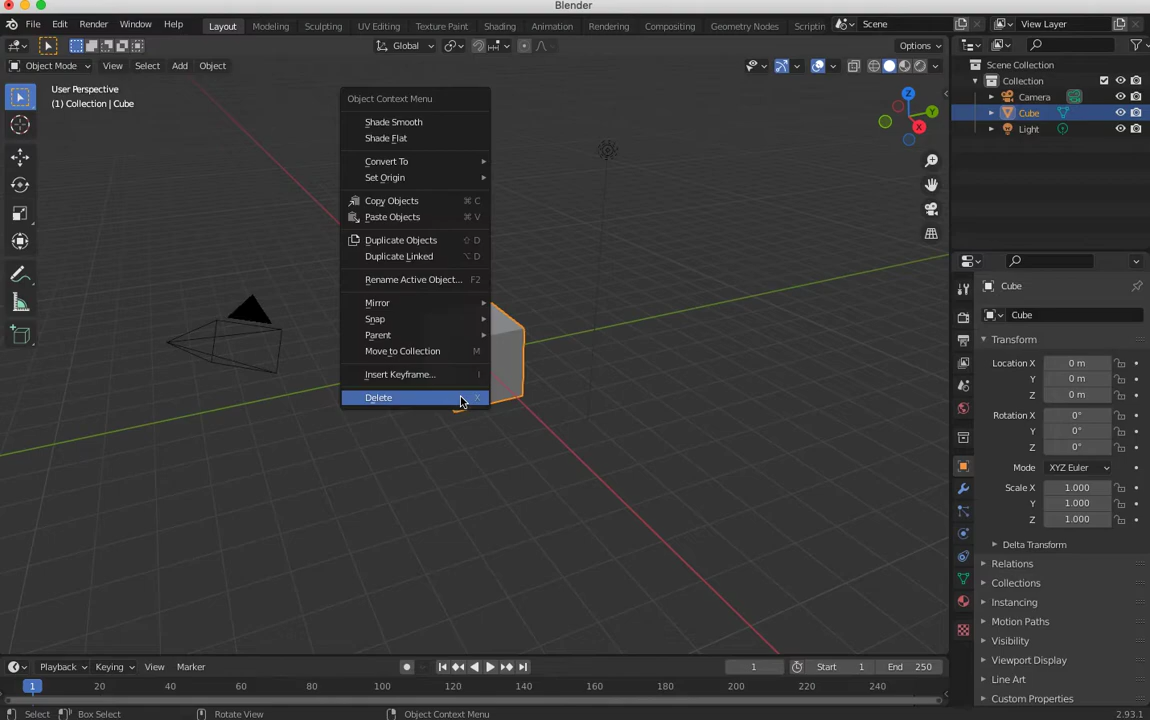 Blender
File Edit Render Window Help Layout Modeling Sculpting UV Editing Texture Paint Shading Animation Rendering Compositing Geometry Nodes Scriptin Scene View Layer
Global Options
Object Mode View Select Add Object
User Perspective
(1) Collection | Cube
Z
Y
X
Object Context Menu
Shade Smooth
Shade Flat
Convert To
Set Origin
Copy Objects ⌘ C
Paste Objects ⌘ V
Duplicate Objects ⇧ D
Duplicate Linked ⌥ D
Rename Active Object... F2
Mirror
Snap
Parent
Move to Collection M
Insert Keyframe... I
Delete X
Scene Collection
Collection
Camera
Cube
Light
Cube
Cube
Transform
Location X 0 m
Y 0 m
Z 0 m
Rotation X 0°
Y 0°
Z 0°
Mode XYZ Euler
Scale X 1.000
Y 1.000
Z 1.000
Delta Transform
Relations
Collections
Instancing
Motion Paths
Visibility
Viewport Display
Line Art
Custom Properties
Playback Keying View Marker 1 Start 1 End 250
1 20 40 60 80 100 120 140 160 180 200 220 240
Select Box Select Rotate View Object Context Menu 2.93.1